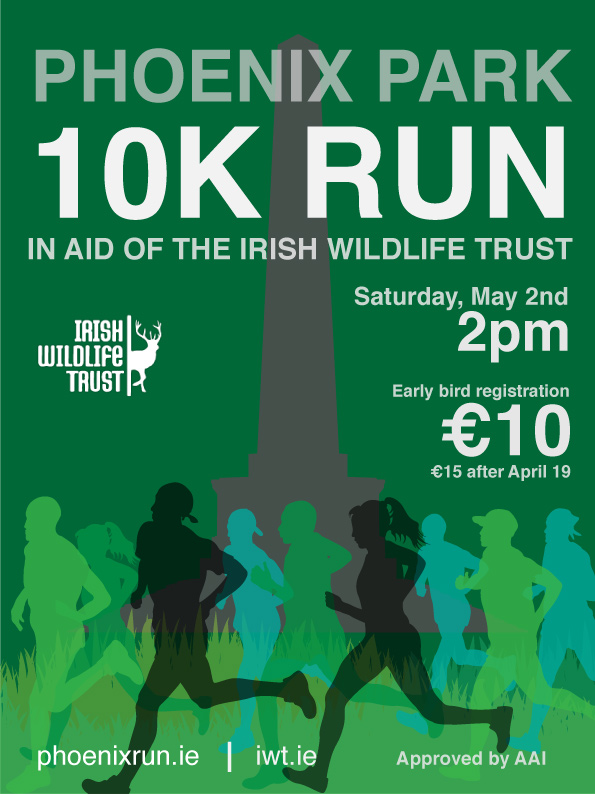 PHOENIX PARK
10K RUN
IN AID OF THE IRISH WILDLIFE TRUST
Saturday, May 2nd
2pm
IRISH
WILDLIFE
TRUST
Early bird registration
€10
€15 after April 19
phoenixrun.ie | iwt.ie
Approved by AAI